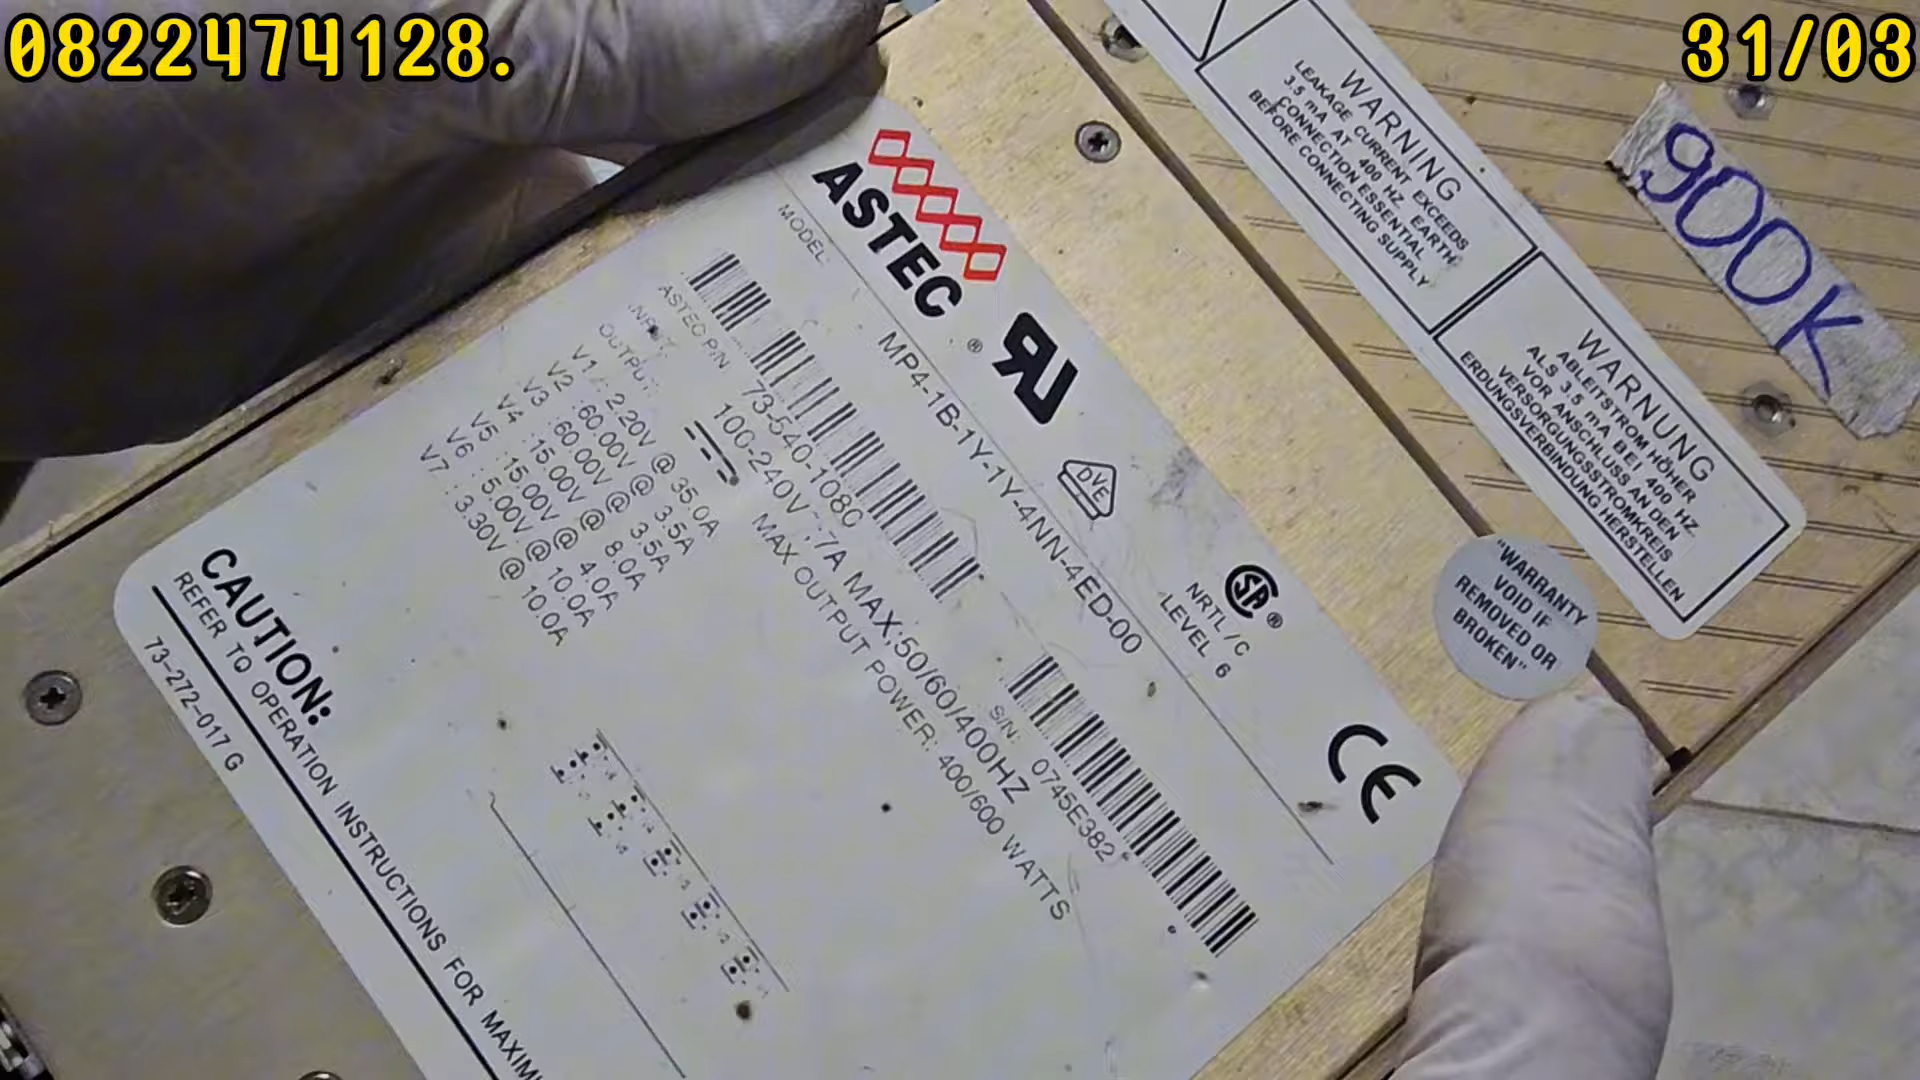 0822474128.
31/03
ASTEC ®
MODEL:
MP4-1B-1Y-1Y-4NN-4ED-00
ASTEC P/N
73-540-1080
INPUT
100-240V~:7A MAX;50/60/400HZ
OUTPUT:
MAX OUTPUT POWER: 400/600 WATTS
V1 : 2.20V @ 35.0A
V2 :60.00V @ 3.5A
V3 :60.00V @ 3.5A
V4 :15.00V @ 8.0A
V5 :15.00V @ 4.0A
V6 : 5.00V @ 10.0A
V7 : 3.30V @ 10.0A
S/N:
0745E382
DVE
®
NRTL/C
LEVEL 6
CE
CAUTION:
REFER TO OPERATION INSTRUCTIONS FOR MAXIM
73-272-017 G
WARNING
LEAKAGE CURRENT EXCEEDS
3.5 mA AT 400 HZ. EARTH
CONNECTION ESSENTIAL
BEFORE CONNECTING SUPPLY
WARNUNG
ABLEITSTROM HÖHER
ALS 3.5 mA BEI 400 HZ.
VOR ANSCHLUSS AN DEN
VERSORGUNGSSTROMKREIS
ERDUNGSVERBINDUNG HERSTELLEN
"WARRANTY
VOID IF
REMOVED OR
BROKEN"
900K